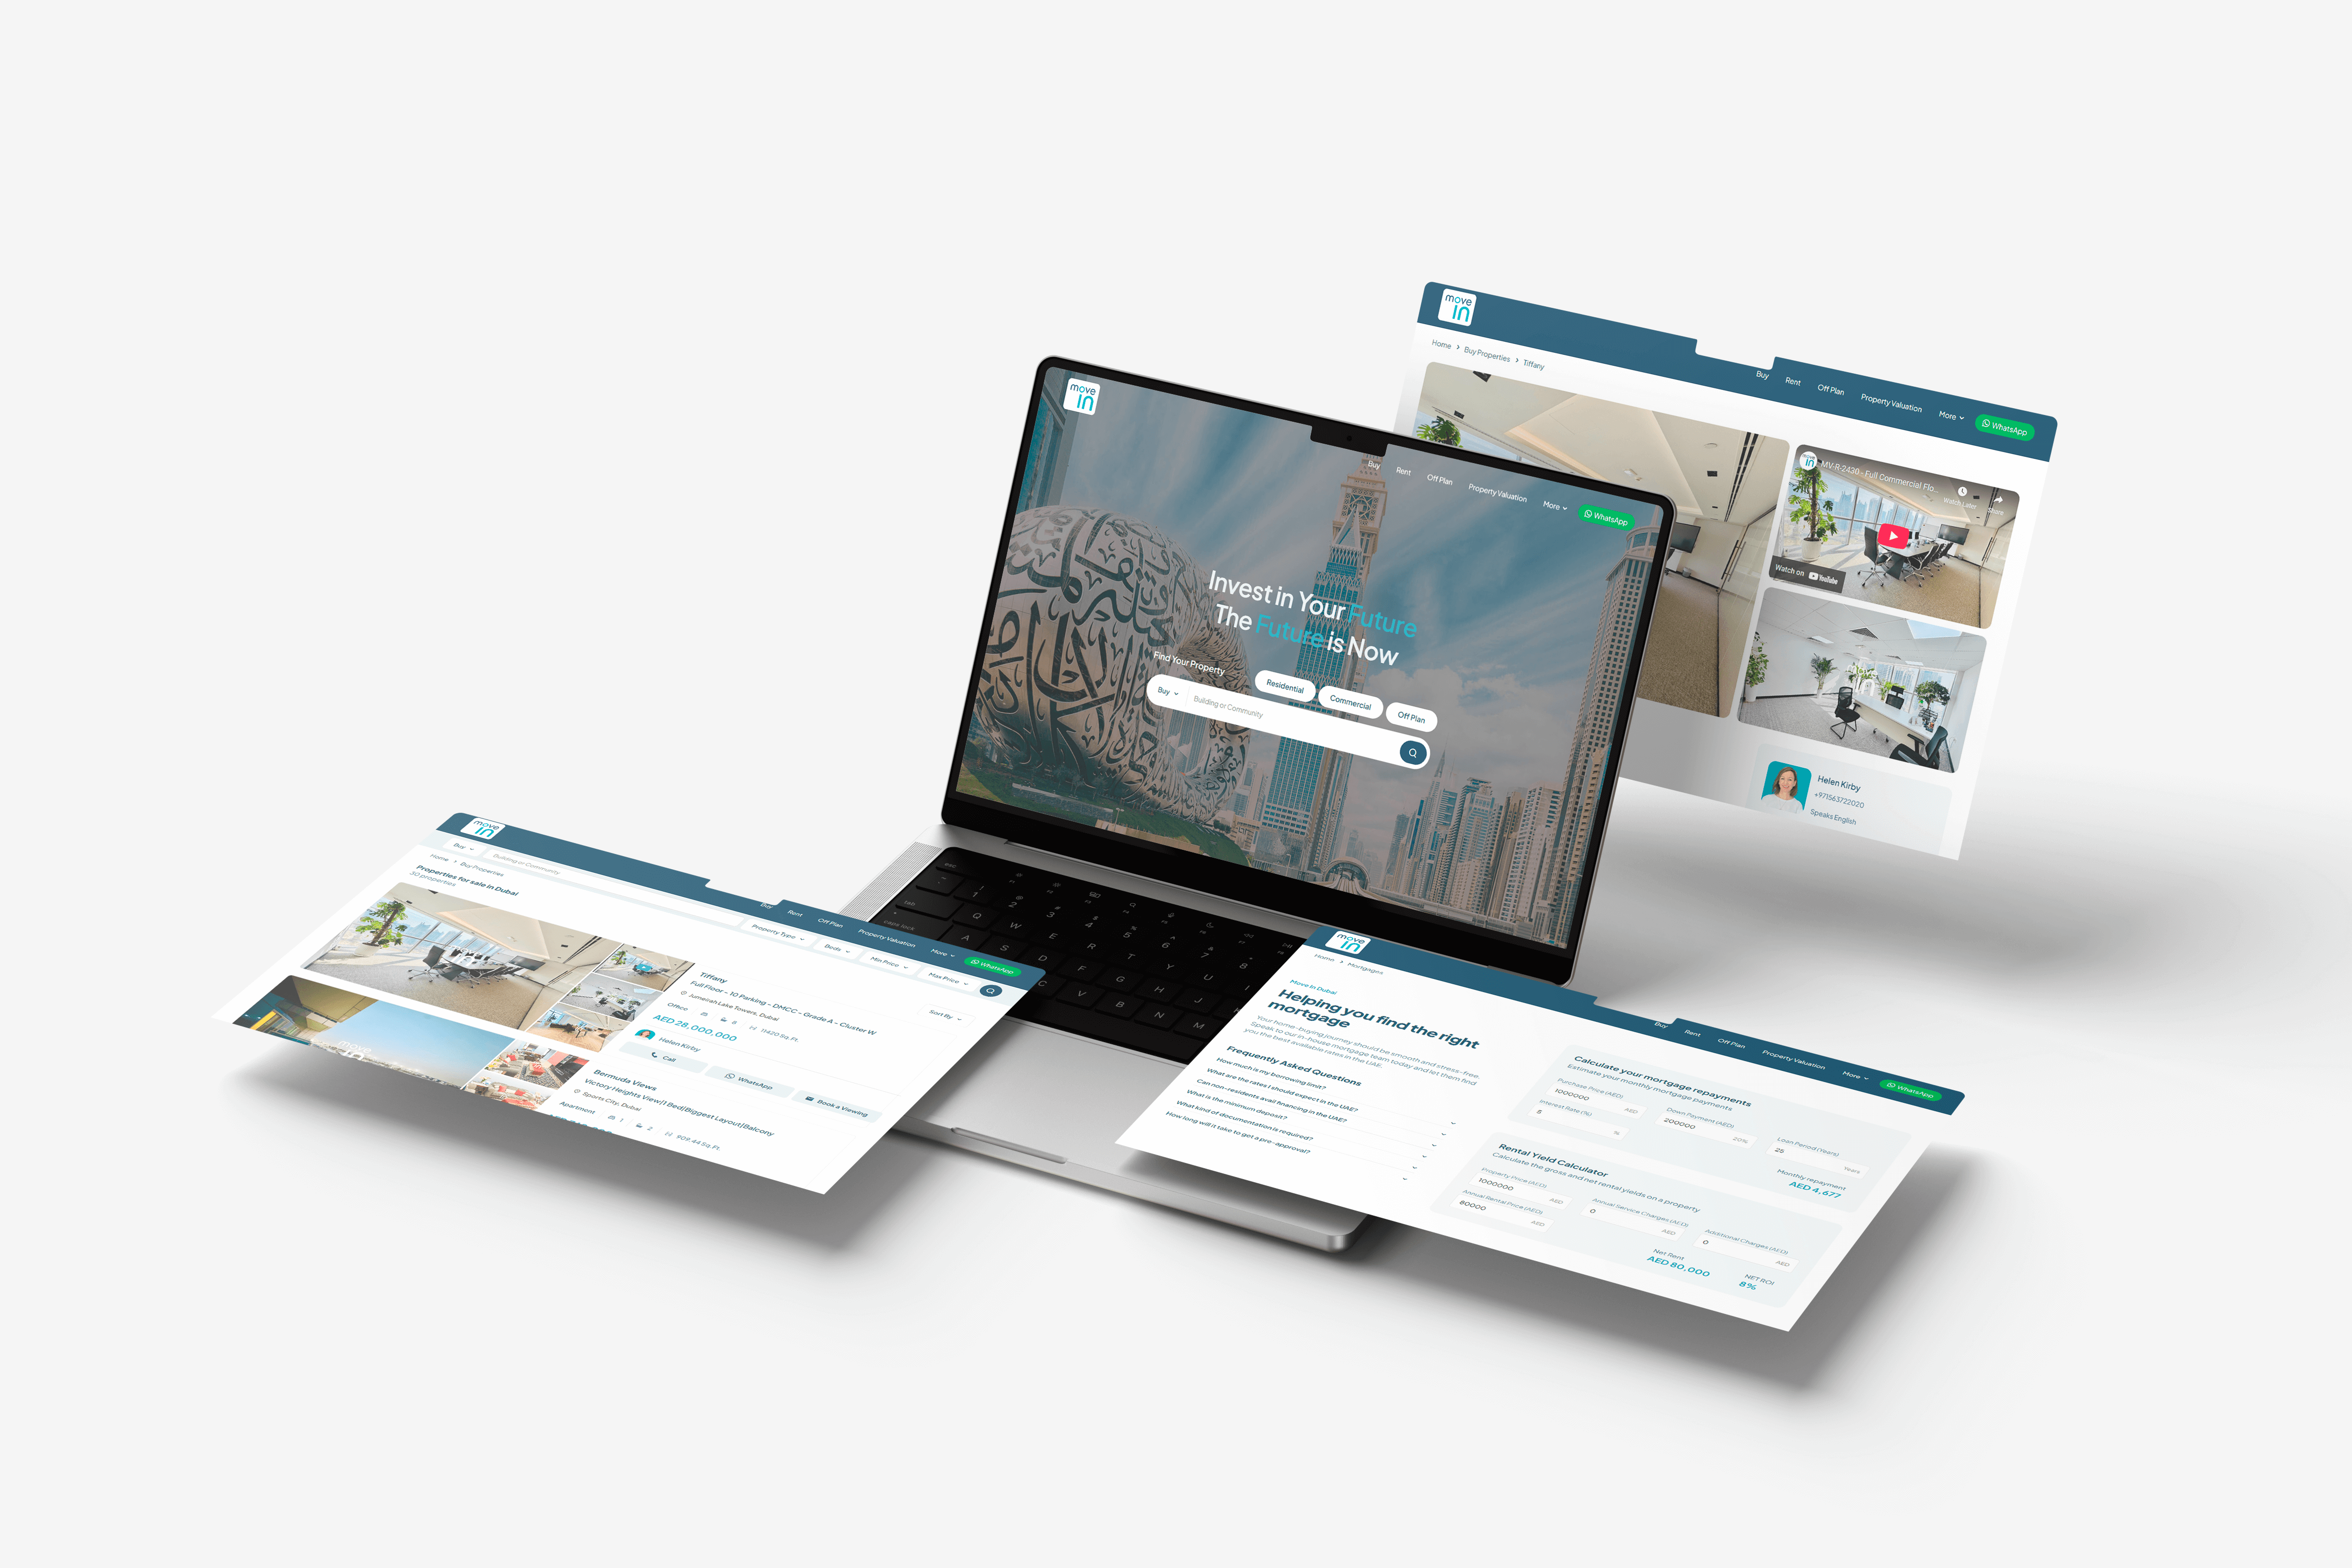 move
in
Home > Buy Properties > Tiffany
Buy
Rent
Off Plan
Property Valuation
More
WhatsApp
MV-R-2430 - Full Commercial Flo...
Watch Later
Share
Watch on YouTube
Helen Kirby
+971563722020
Speaks English
move
in
Buy
Rent
Off Plan
Property Valuation
More
WhatsApp
Invest in Your Future
The Future is Now
Find Your Property
Residential
Commercial
Off Plan
Buy
Building or Community
move
in
Buy
Rent
Off Plan
Property Valuation
More
WhatsApp
Buy
Building or Community
Property Type
Beds
Min Price
Max Price
Home > Buy Properties
Properties for sale in Dubai
30 properties
Sort By
Tiffany
Full Floor - 10 Parking - DMCC - Grade A - Cluster W
Jumeirah Lake Towers, Dubai
Office
8
11420 Sq. Ft.
AED 28,000,000
Helen Kirby
Call
WhatsApp
Book a Viewing
Bermuda Views
Victory Heights View|1 Bed|Biggest Layout|Balcony
Sports City, Dubai
Apartment
1
2
909.44 Sq. Ft.
move
in
Buy
Rent
Off Plan
Property Valuation
More
WhatsApp
Home > Mortgages
Move In Dubai
Helping you find the right
mortgage
Your home-buying journey should be smooth and stress-free.
Speak to our in-house mortgage team today and let them find
you the best available rates in the UAE.
Frequently Asked Questions
How much is my borrowing limit?
What are the rates I should expect in the UAE?
Can non-residents avail financing in the UAE?
What is the minimum deposit?
What kind of documentation is required?
How long will it take to get a pre-approval?
Calculate your mortgage repayments
Estimate your monthly mortgage payments
Purchase Price (AED)
1000000 AED
Down Payment (AED)
200000 20%
Loan Period (Years)
25 Years
Interest Rate (%)
5 %
Monthly repayment
AED 4,677
Rental Yield Calculator
Calculate the gross and net rental yields on a property
Property Price (AED)
1000000 AED
Annual Service Charges (AED)
0 AED
Additional Charges (AED)
0 AED
Annual Rental Price (AED)
80000 AED
Net Rent
AED 80,000
NET ROI
8%
esc
tab
caps lock
Q W E R T Y U
A S D F G H J
C V B N M